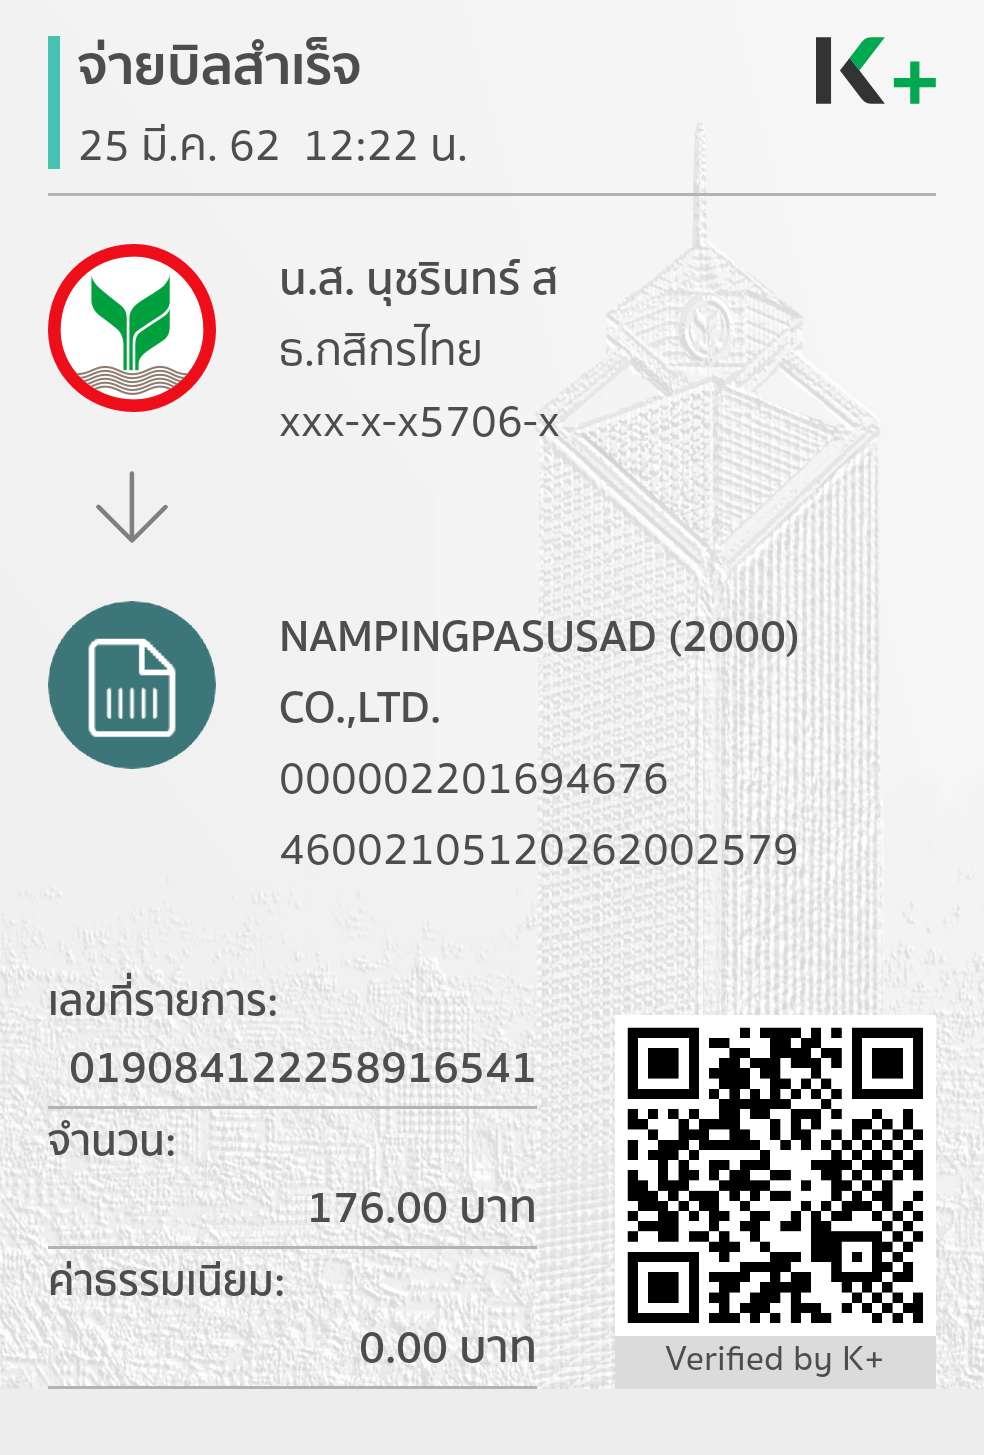 จ่ายบิลสำเร็จ
25 มี.ค. 62 12:22 น.
K+
น.ส. นุชรินทร์ ส
ธ.กสิกรไทย
xxx-x-x5706-x
NAMPINGPASUSAD (2000)
CO.,LTD.
000002201694676
46002105120262002579
เลขที่รายการ:
019084122258916541
จำนวน:
176.00 บาท
ค่าธรรมเนียม:
0.00 บาท
Verified by K+